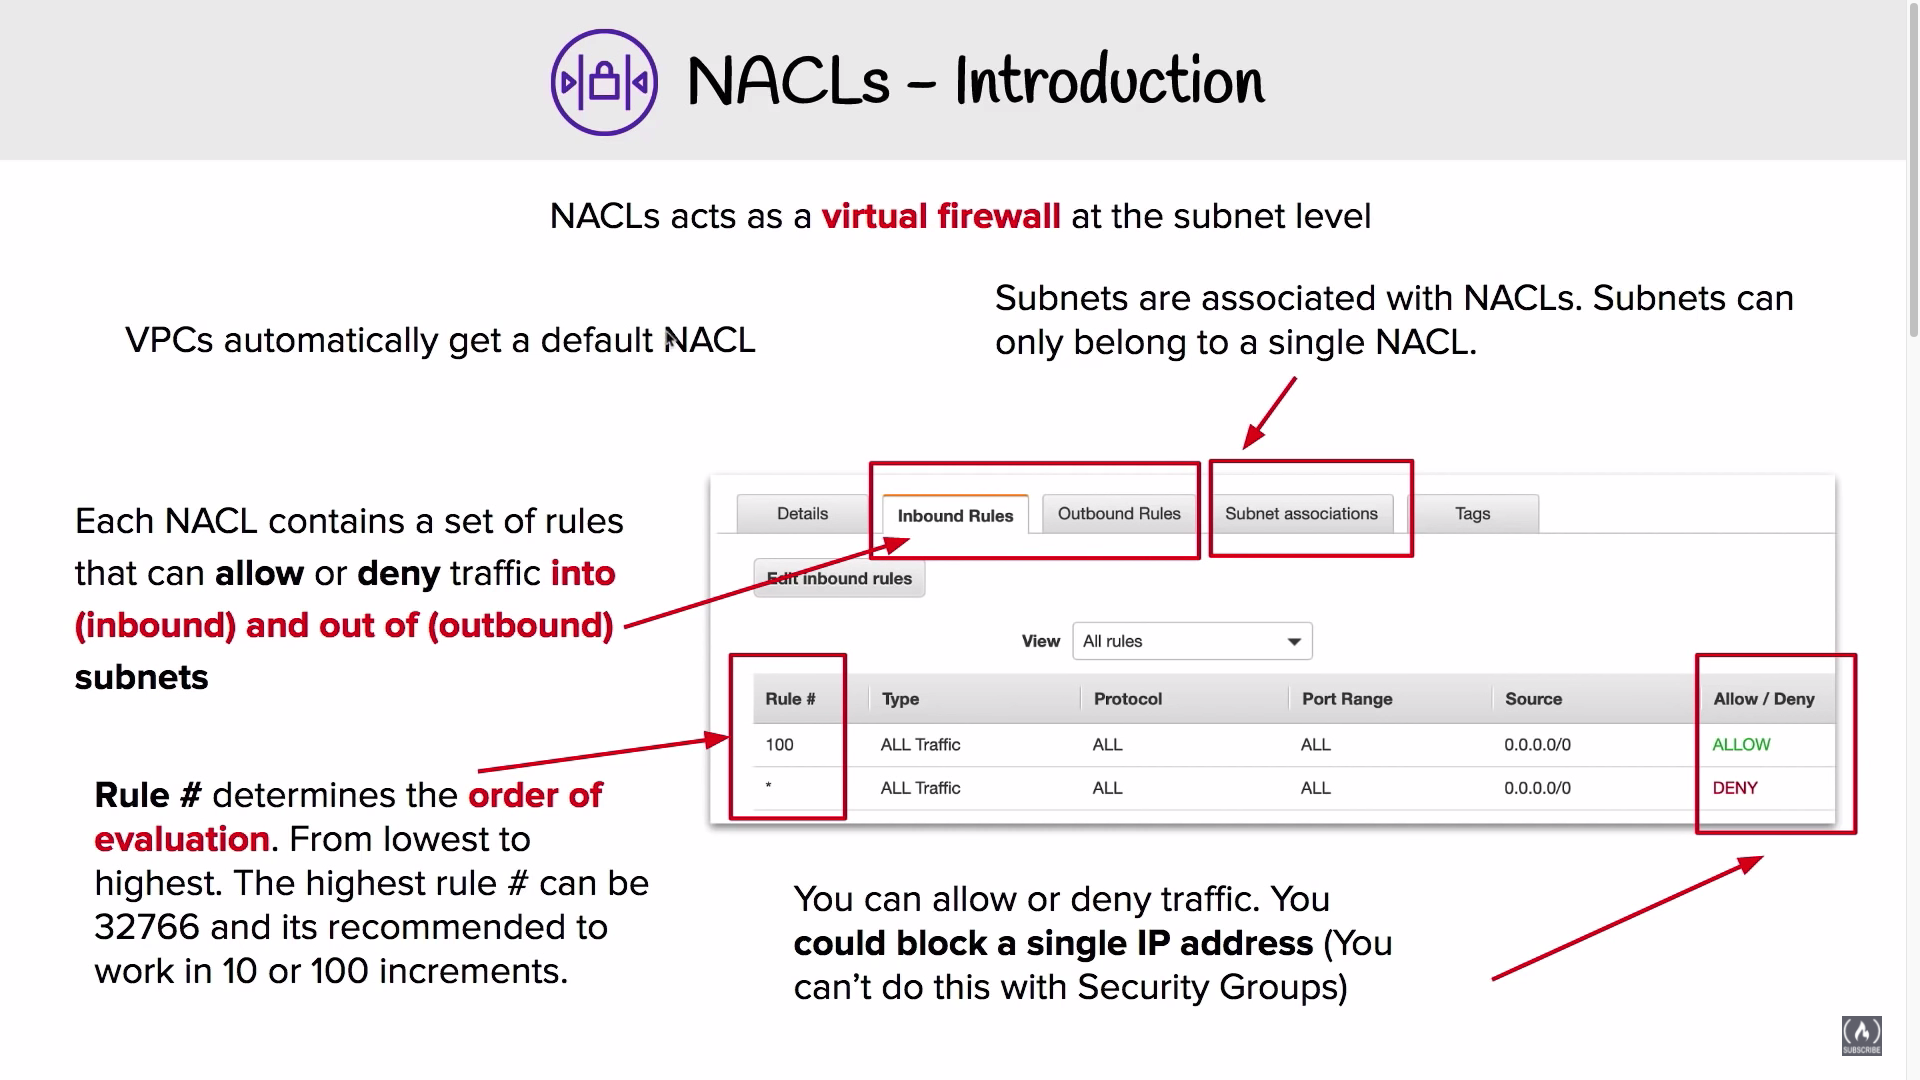 NACLs – Introduction
NACLs acts as a virtual firewall at the subnet level
VPCs automatically get a default NACL
Subnets are associated with NACLs. Subnets can
only belong to a single NACL.
Each NACL contains a set of rules
that can allow or deny traffic into
(inbound) and out of (outbound)
subnets
Details Inbound Rules Outbound Rules Subnet associations Tags
Edit inbound rules
View All rules
Rule # Type Protocol Port Range Source Allow / Deny
100 ALL Traffic ALL ALL 0.0.0.0/0 ALLOW
* ALL Traffic ALL ALL 0.0.0.0/0 DENY
Rule # determines the order of
evaluation. From lowest to
highest. The highest rule # can be
32766 and its recommended to
work in 10 or 100 increments.
You can allow or deny traffic. You
could block a single IP address (You
can’t do this with Security Groups)
SUBSCRIBE